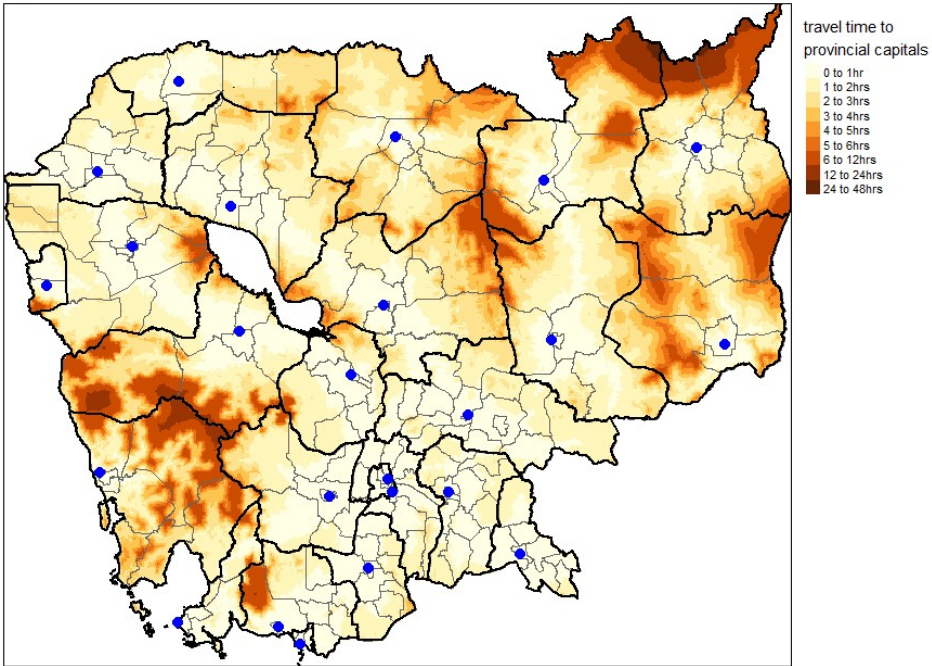 travel time to
provincial capitals
0 to 1hr
1 to 2hrs
2 to 3hrs
3 to 4hrs
4 to 5hrs
5 to 6hrs
6 to 12hrs
12 to 24hrs
24 to 48hrs